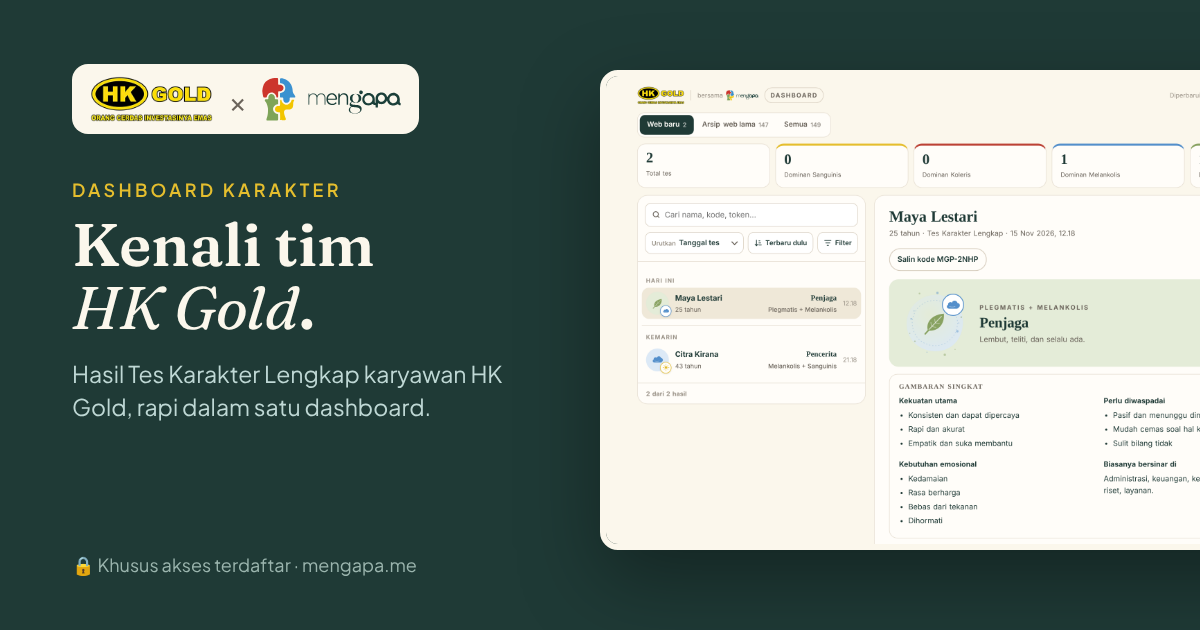 HK GOLD
ORANG CERDAS INVESTASINYA EMAS
×
mengapa
DASHBOARD KARAKTER
Kenali tim
HK Gold.
Hasil Tes Karakter Lengkap karyawan HK
Gold, rapi dalam satu dashboard.
🔒 Khusus akses terdaftar · mengapa.me
HK GOLD
ORANG CERDAS INVESTASINYA EMAS
bersama mengapa DASHBOARD
Web baru 2 Arsip web lama 147 Semua 149
2
Total tes
0
Dominan Sanguinis
0
Dominan Koleris
1
Dominan Melankolis
Cari nama, kode, token...
Urutkan Tanggal tes
Terbaru dulu
Filter
HARI INI
Maya Lestari Penjaga 12.18
25 tahun Plegmatis + Melankolis
KEMARIN
Citra Kirana Pencerita 21.18
43 tahun Melankolis + Sanguinis
2 dari 2 hasil
Maya Lestari
25 tahun · Tes Karakter Lengkap · 15 Nov 2026, 12.18
Salin kode MGP-2NHP
PLEGMATIS + MELANKOLIS
Penjaga
Lembut, teliti, dan selalu ada.
GAMBARAN SINGKAT
Kekuatan utama
• Konsisten dan dapat dipercaya
• Rapi dan akurat
• Empatik dan suka membantu
Perlu diwaspadai
• Pasif dan menunggu
• Mudah cemas soal hal
• Sulit bilang tidak
Kebutuhan emosional
• Kedamaian
• Rasa berharga
• Bebas dari tekanan
• Dihormati
Biasanya bersinar di
Administrasi, keuangan,
riset, layanan.